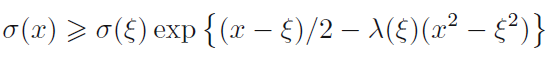 σ(x) ⩾ σ(ξ) exp {(x − ξ)/2 − λ(ξ)(x² − ξ²)}